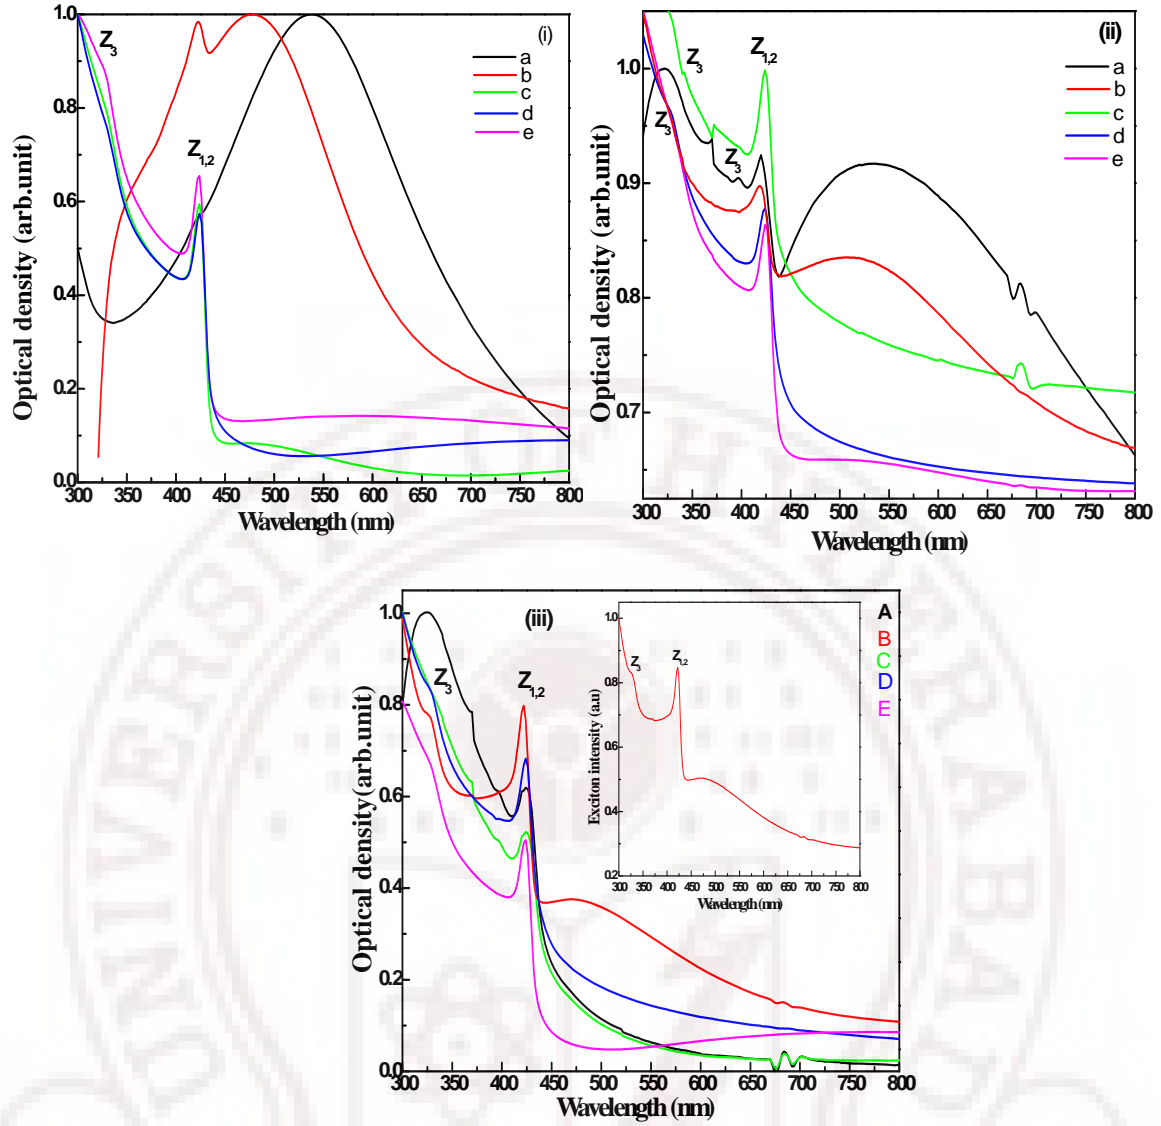 (i)
Z3
Z1,2
a
b
c
d
e
1.0
0.8
0.6
0.4
0.2
0.0
300 350 400 450 500 550 600 650 700 750 800
Optical density (arb.unit)
Wavelength (nm)
(ii)
Z3
Z3
Z3
Z1,2
a
b
c
d
e
1.0
0.9
0.8
0.7
300 350 400 450 500 550 600 650 700 750 800
Optical density (arb.unit)
Wavelength (nm)
(iii)
Z3
Z1,2
A
B
C
D
E
1.0
0.8
0.6
0.4
0.2
0.0
300 350 400 450 500 550 600 650 700 750 800
Optical density(arb.unit)
Wavelength (nm)
Z3
Z1,2
1.0
0.8
0.6
0.4
0.2
300 350 400 450 500 550 600 650 700 750 800
Exciton intensity (a.u)
Wavelength (nm)